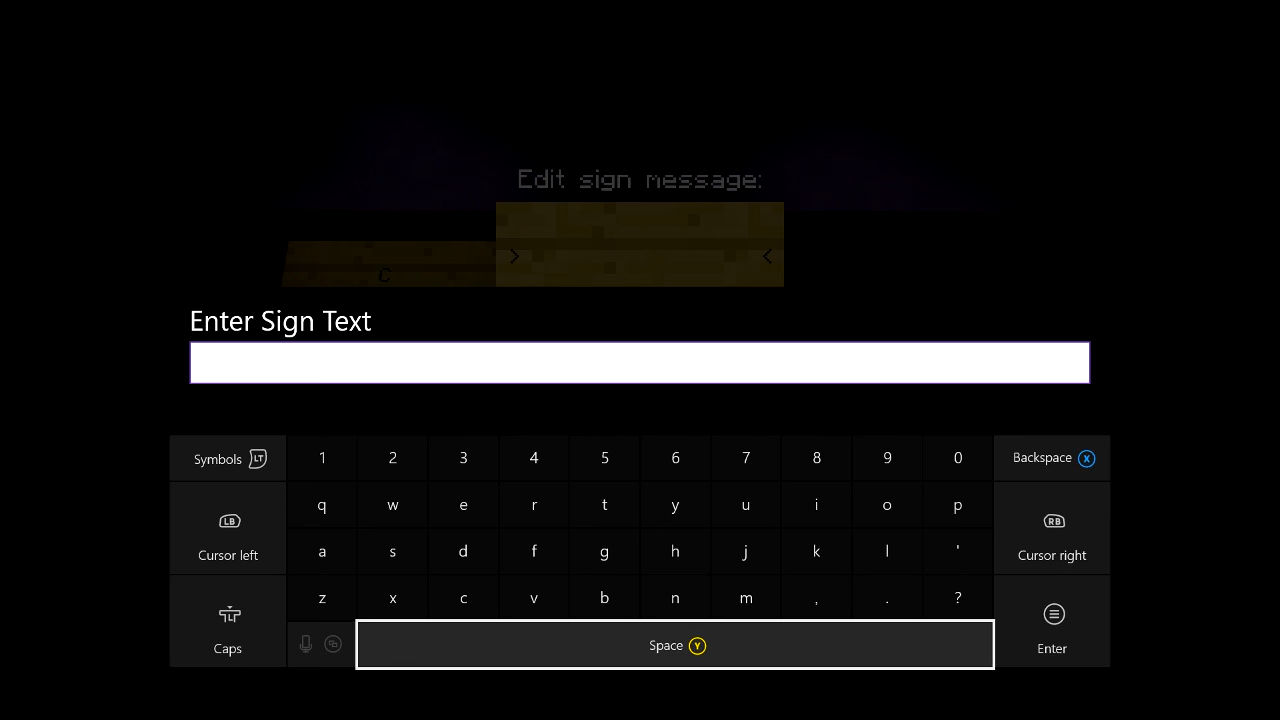 Edit sign message:
> <
C
Enter Sign Text
Symbols LT 1 2 3 4 5 6 7 8 9 0 Backspace X
q w e r t y u i o p
LB RB
Cursor left a s d f g h j k l ' Cursor right
z x c v b n m , . ?
Caps Space Y Enter